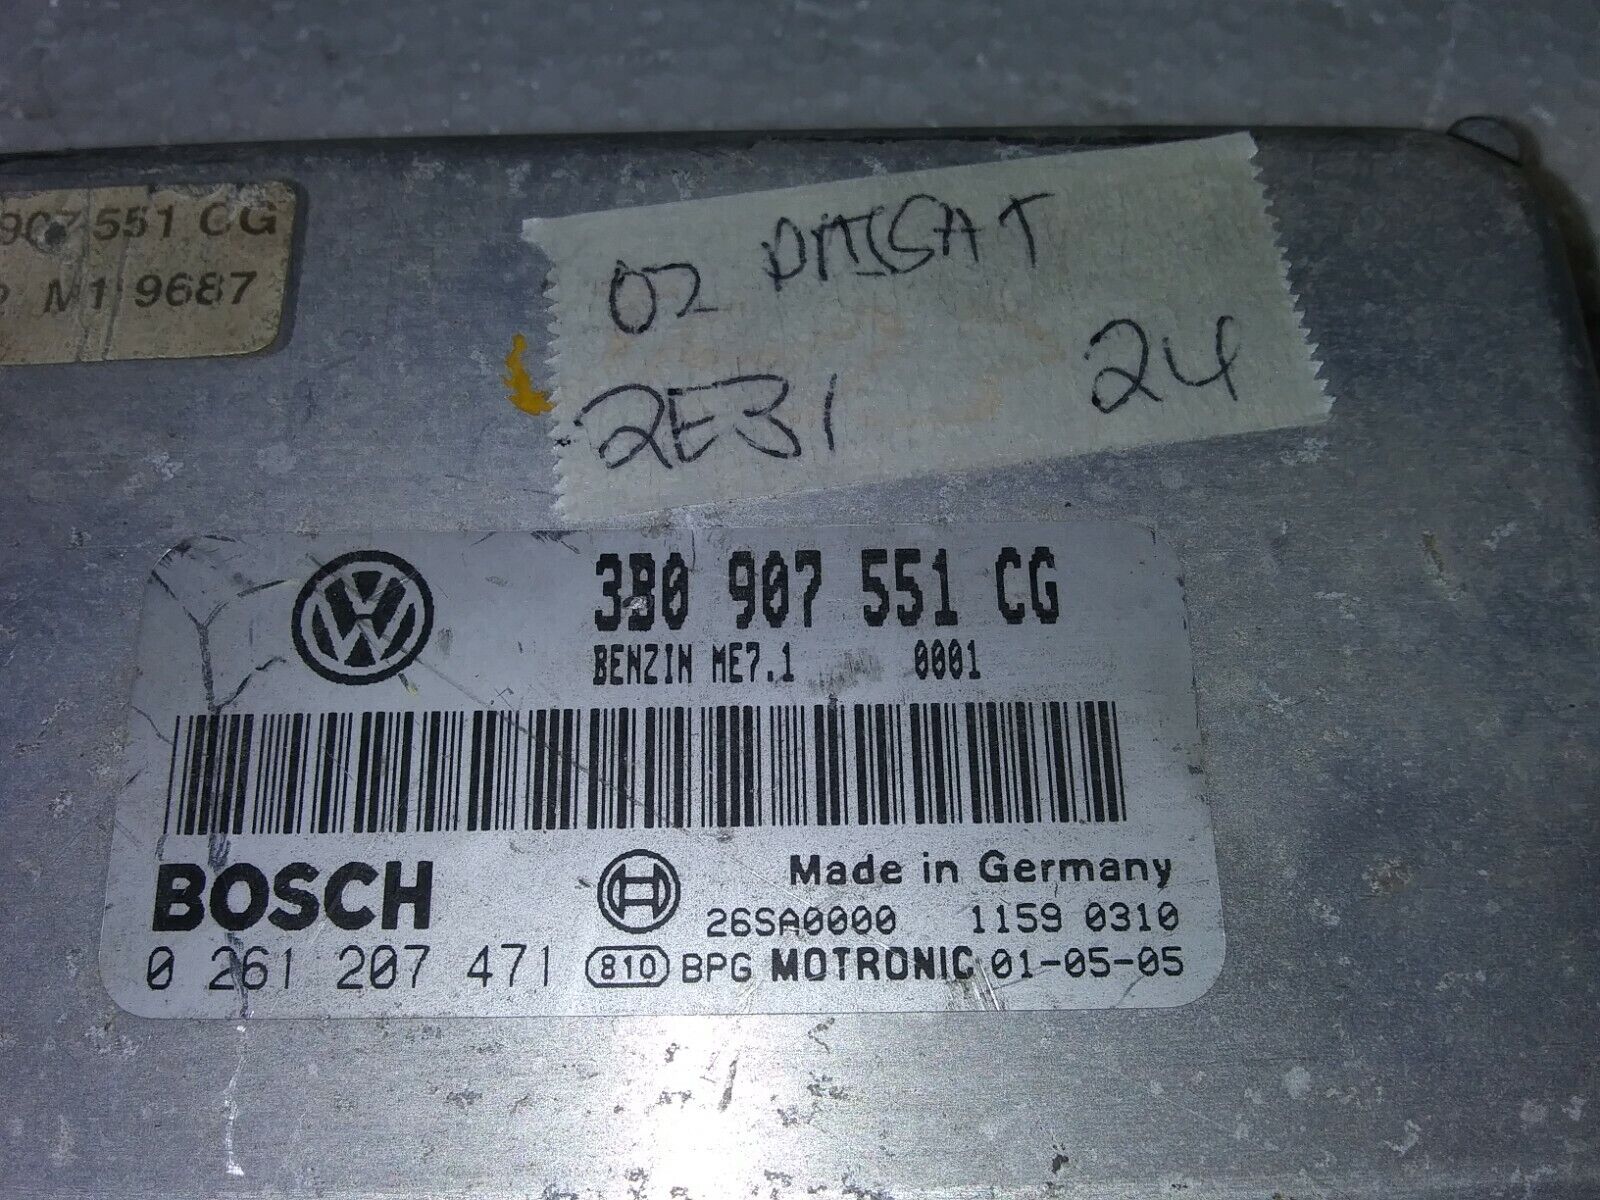 907 551 CG
M1 9687
02 PASSAT
2E31 24
3B0 907 551 CG
BENZIN ME7.1 0001
BOSCH
Made in Germany
26SA0000 1159 0310
0 261 207 471 810 BPG MOTRONIC 01-05-05